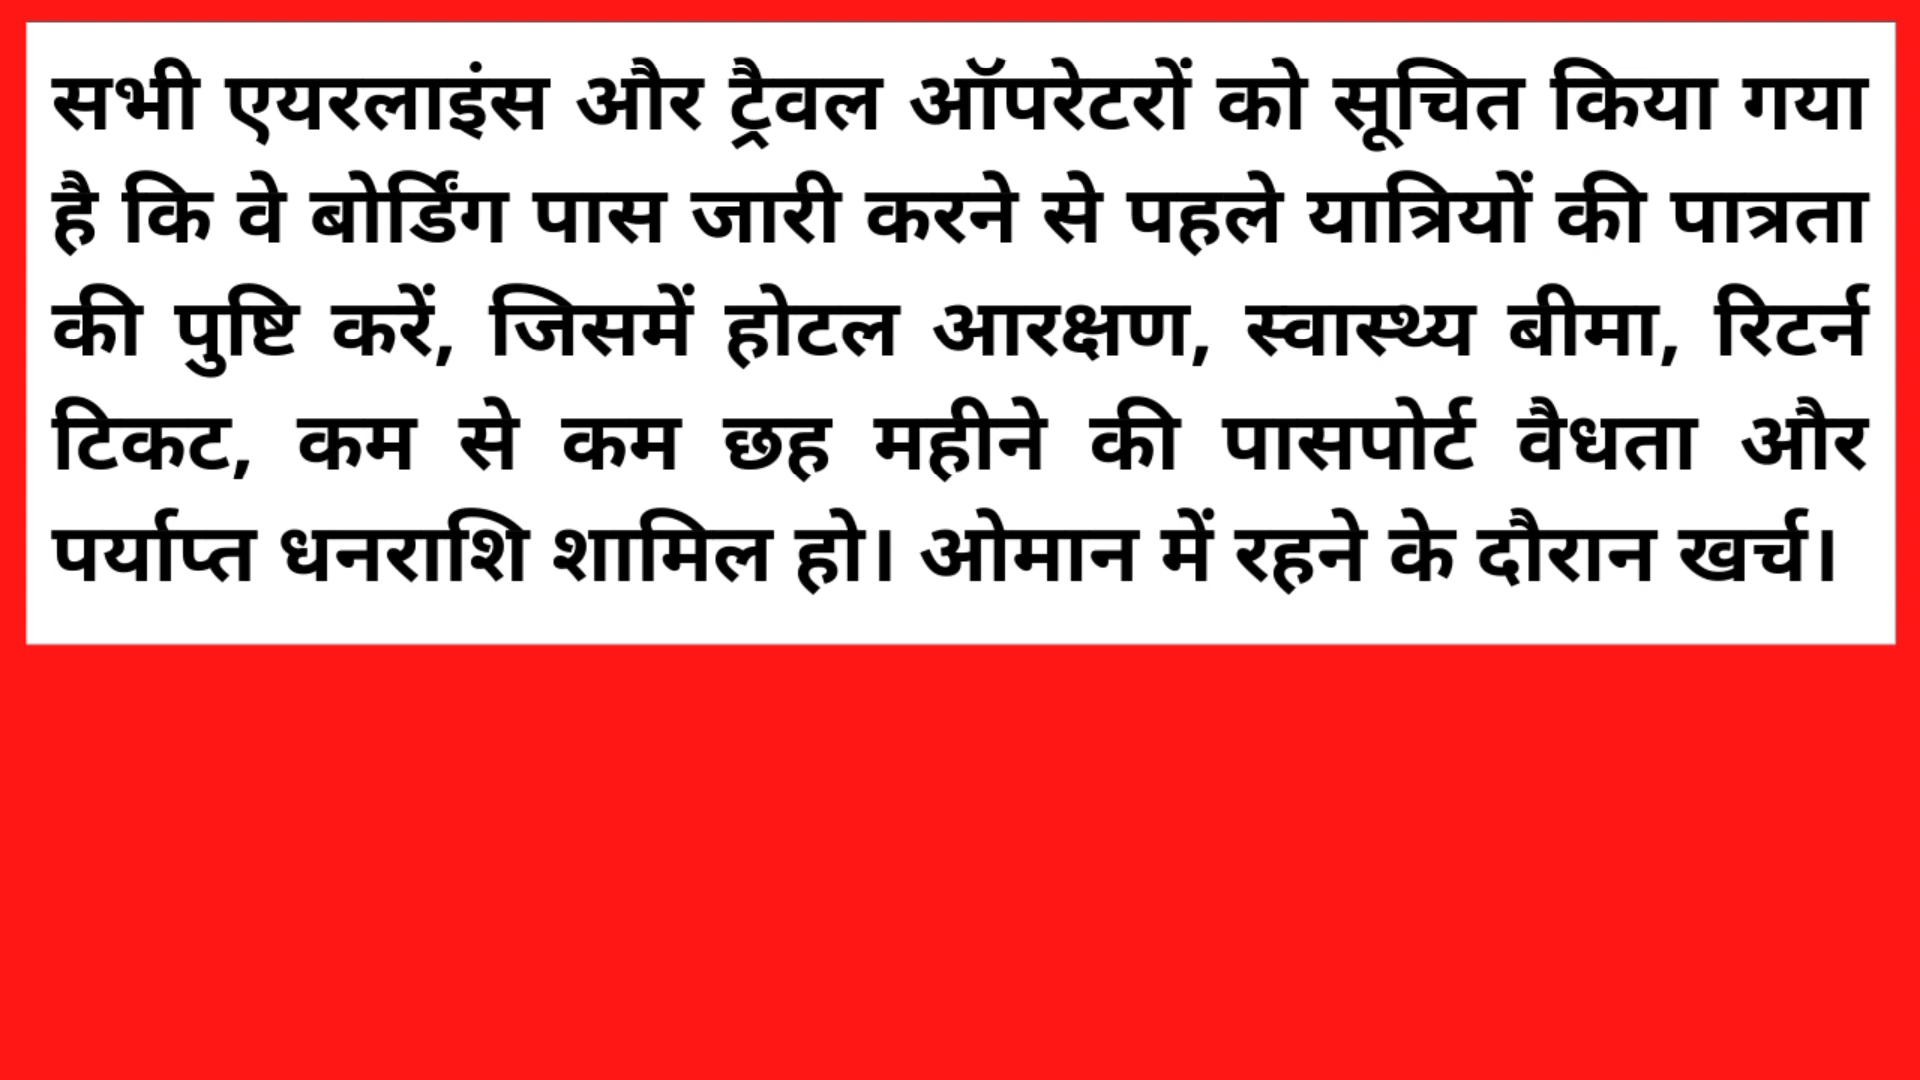 सभी एयरलाइंस और ट्रैवल ऑपरेटरों को सूचित किया गया
है कि वे बोर्डिंग पास जारी करने से पहले यात्रियों की पात्रता
की पुष्टि करें, जिसमें होटल आरक्षण, स्वास्थ्य बीमा, रिटर्न
टिकट, कम से कम छह महीने की पासपोर्ट वैधता और
पर्याप्त धनराशि शामिल हो। ओमान में रहने के दौरान खर्च।